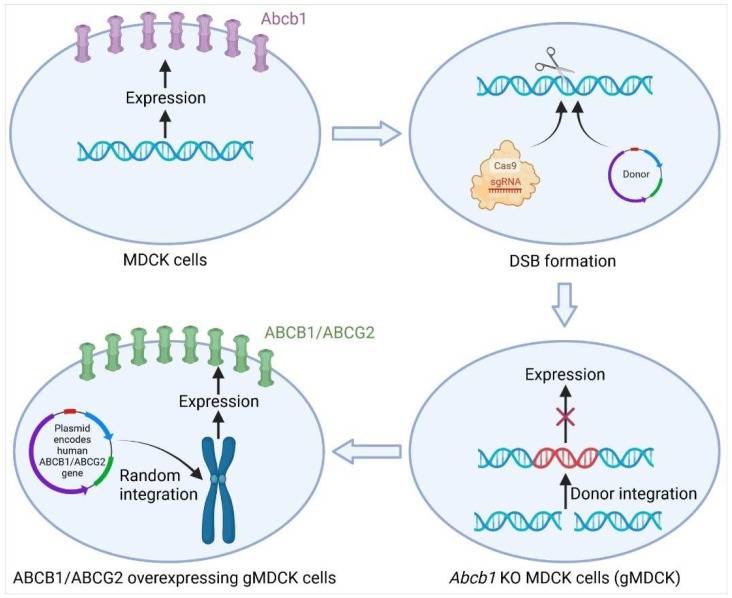 Abcb1
Expression
MDCK cells
Cas9
sgRNA
Donor
DSB formation
ABCB1/ABCG2
Expression
Plasmid
encodes
human
ABCB1/ABCG2
gene
Random
integration
ABCB1/ABCG2 overexpressing gMDCK cells
Expression
Donor integration
Abcb1 KO MDCK cells (gMDCK)